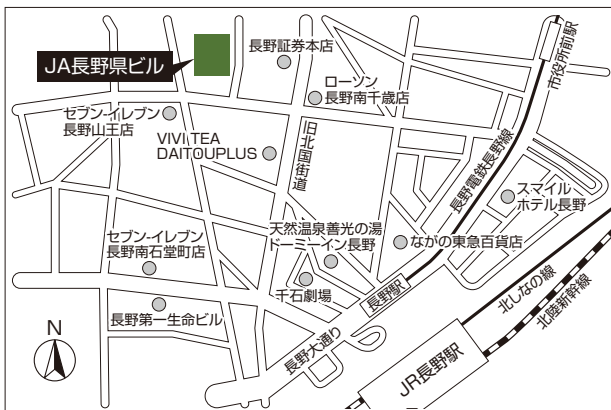 長野証券本店
市役所前駅
JA長野県ビル
ローソン
長野南千歳店
セブン-イレブン
長野山王店
旧北国街道
VIVI TEA
DAITOUPLUS
長野電鉄長野線
スマイル
ホテル長野
天然温泉善光の湯
ドーミーイン長野
ながの東急百貨店
セブン-イレブン
長野南石堂町店
千石劇場
長野駅
北しなの線
北陸新幹線
長野第一生命ビル
長野大通り
JR長野駅
N